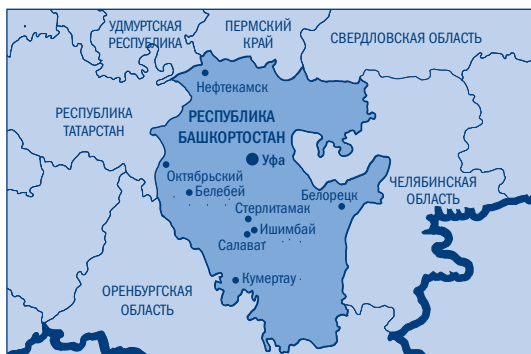 УДМУРТСКАЯ
РЕСПУБЛИКА
ПЕРМСКИЙ
КРАЙ
СВЕРДЛОВСКАЯ ОБЛАСТЬ
Нефтекамск
РЕСПУБЛИКА
ТАТАРСТАН
РЕСПУБЛИКА
БАШКОРТОСТАН
Уфа
Октябрьский
Белебей
Белорецк
ЧЕЛЯБИНСКАЯ
ОБЛАСТЬ
Стерлитамак
Ишимбай
Салават
Кумертау
ОРЕНБУРГСКАЯ
ОБЛАСТЬ